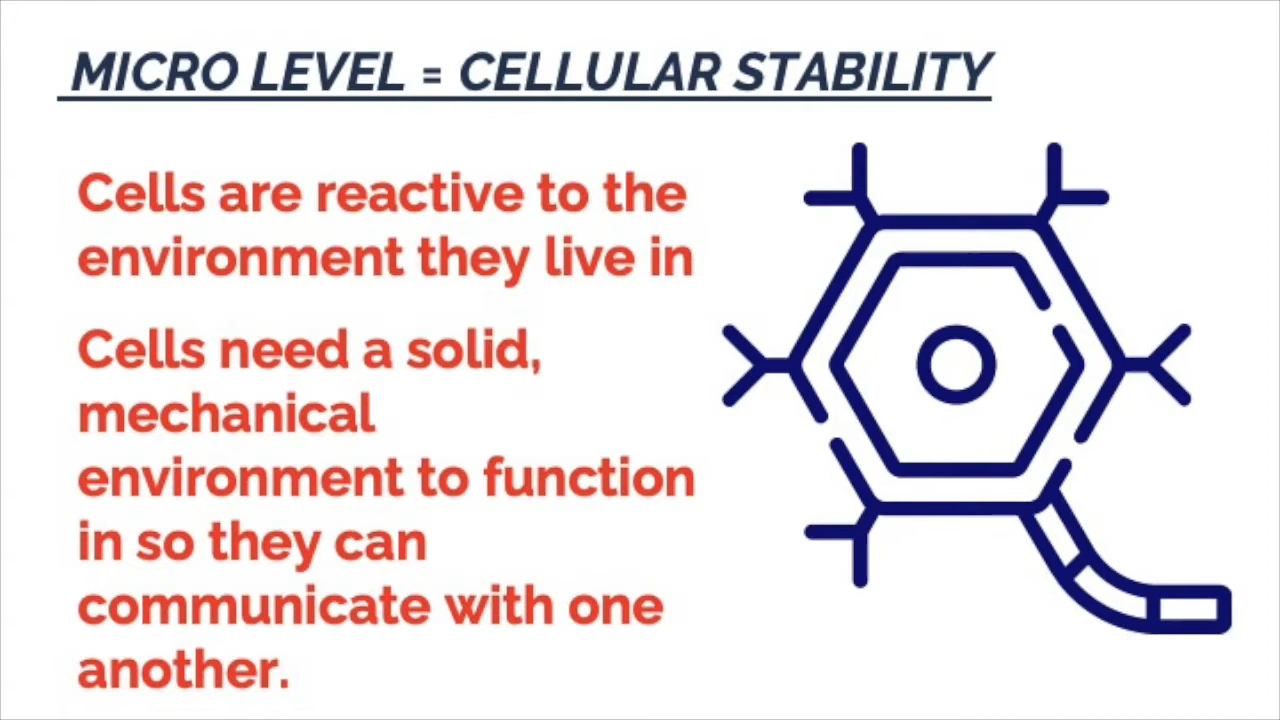 MICRO LEVEL = CELLULAR STABILITY
Cells are reactive to the
environment they live in
Cells need a solid,
mechanical
environment to function
in so they can
communicate with one
another.